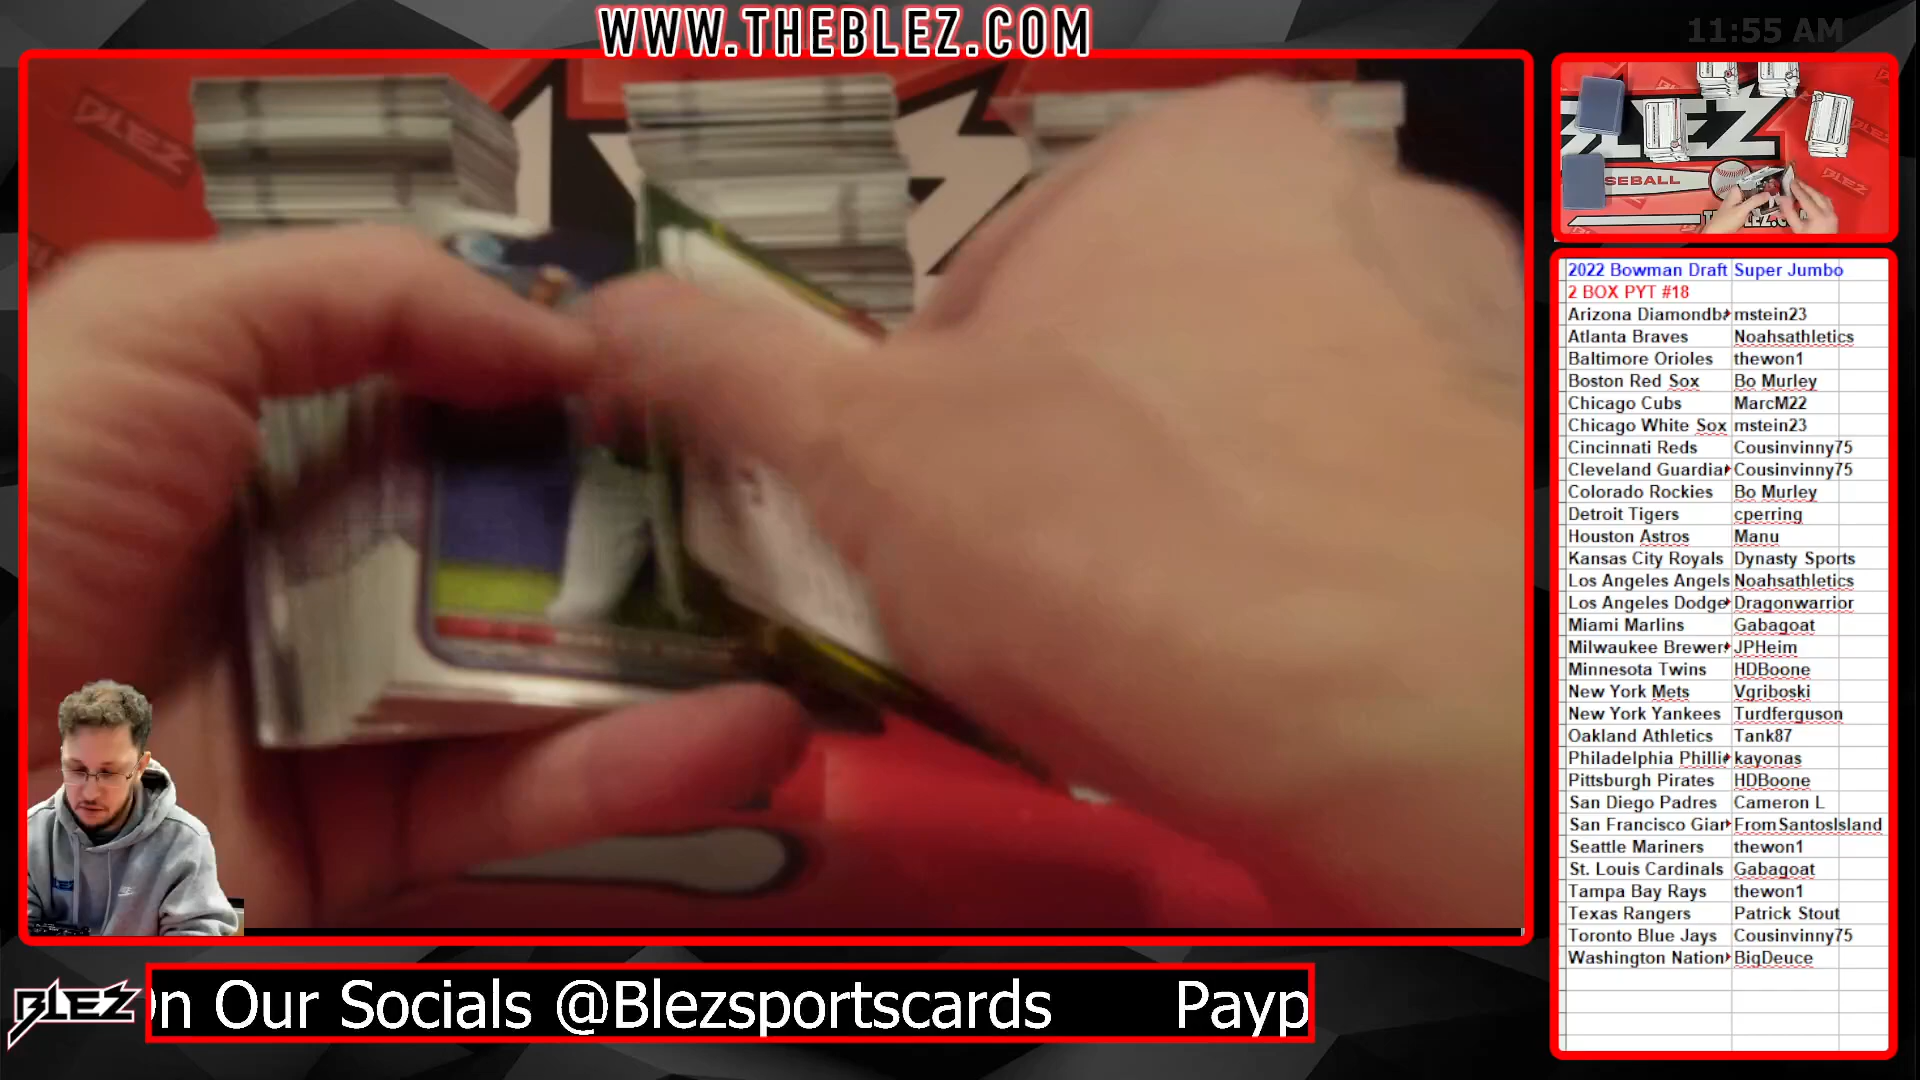 WWW.THEBLEZ.COM
11:55 AM
BLEZ
BLEZ
SEBALL
BLEZ
2022 Bowman Draft Super Jumbo
2 BOX PYT #18
Arizona Diamondba mstein23
Atlanta Braves Noahsathletics
Baltimore Orioles thewon1
Boston Red Sox Bo Murley
Chicago Cubs MarcM22
Chicago White Sox mstein23
Cincinnati Reds Cousinvinny75
Cleveland Guardia Cousinvinny75
Colorado Rockies Bo Murley
Detroit Tigers cperring
Houston Astros Manu
Kansas City Royals Dynasty Sports
Los Angeles Angels Noahsathletics
Los Angeles Dodge Dragonwarrior
Miami Marlins Gabagoat
Milwaukee Brewer JPHeim
Minnesota Twins HDBoone
New York Mets Vgriboski
New York Yankees Turdferguson
Oakland Athletics Tank87
Philadelphia Philli kayonas
Pittsburgh Pirates HDBoone
San Diego Padres Cameron L
San Francisco Giar FromSantosIsland
Seattle Mariners thewon1
St. Louis Cardinals Gabagoat
Tampa Bay Rays thewon1
Texas Rangers Patrick Stout
Toronto Blue Jays Cousinvinny75
Washington Nation BigDeuce
BLEZ
n Our Socials @Blezsportscards Payp